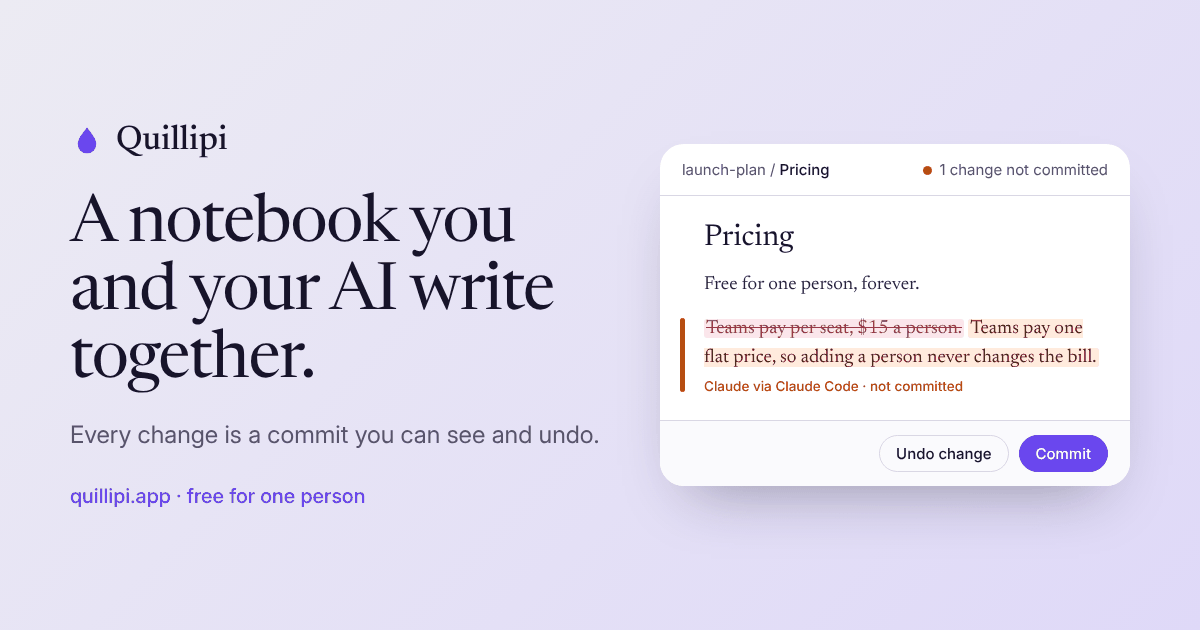 Quillipi
A notebook you
and your AI write
together.
Every change is a commit you can see and undo.
quillipi.app · free for one person
launch-plan / Pricing
1 change not committed
Pricing
Free for one person, forever.
Teams pay per seat, $15 a person. Teams pay one
flat price, so adding a person never changes the bill.
Claude via Claude Code · not committed
Undo change
Commit